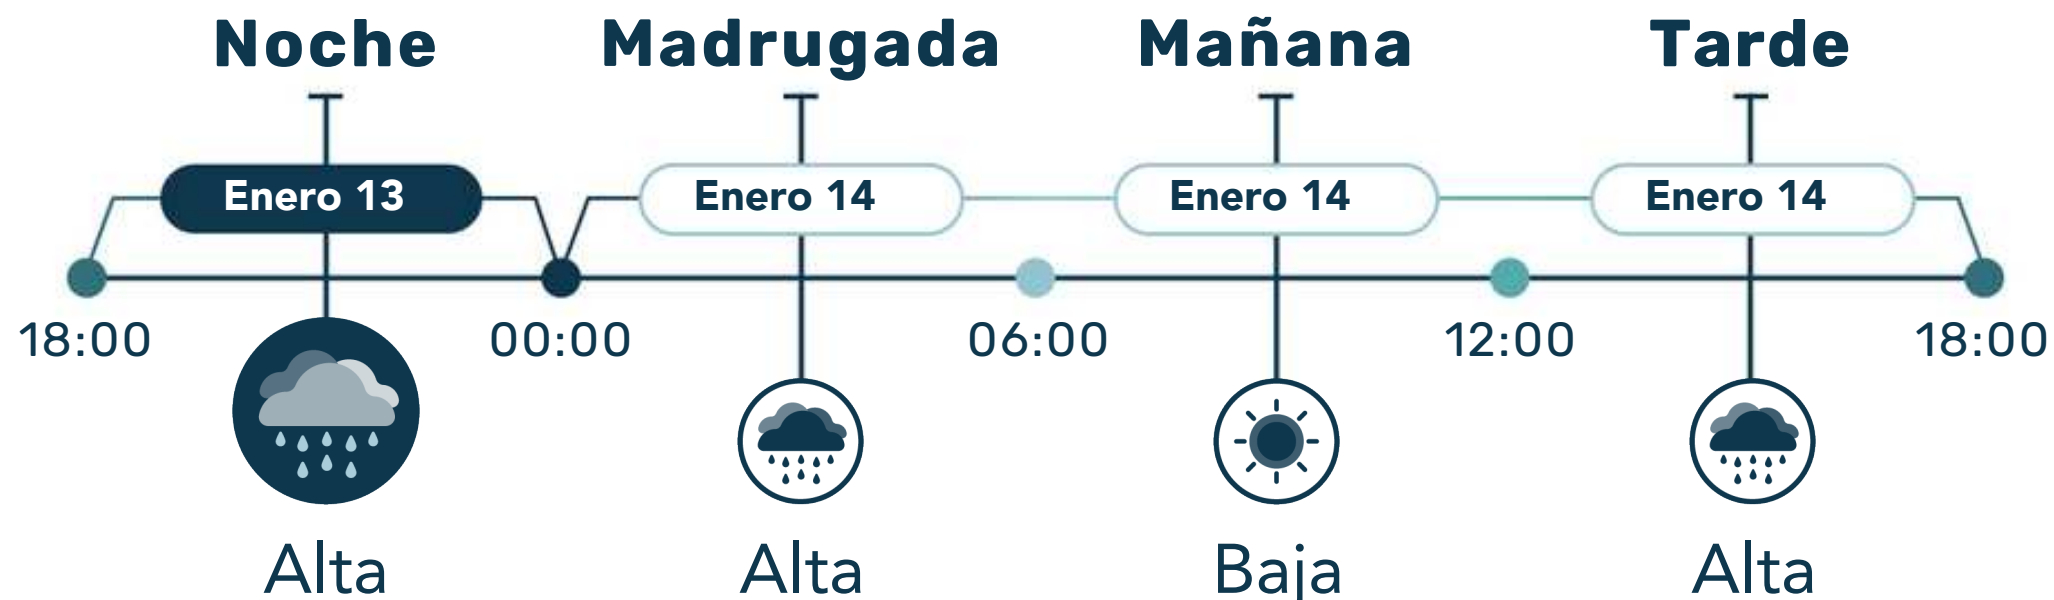 Noche Madrugada Mañana Tarde
Enero 13 Enero 14 Enero 14 Enero 14
18:00 00:00 06:00 12:00 18:00
Alta Alta Baja Alta